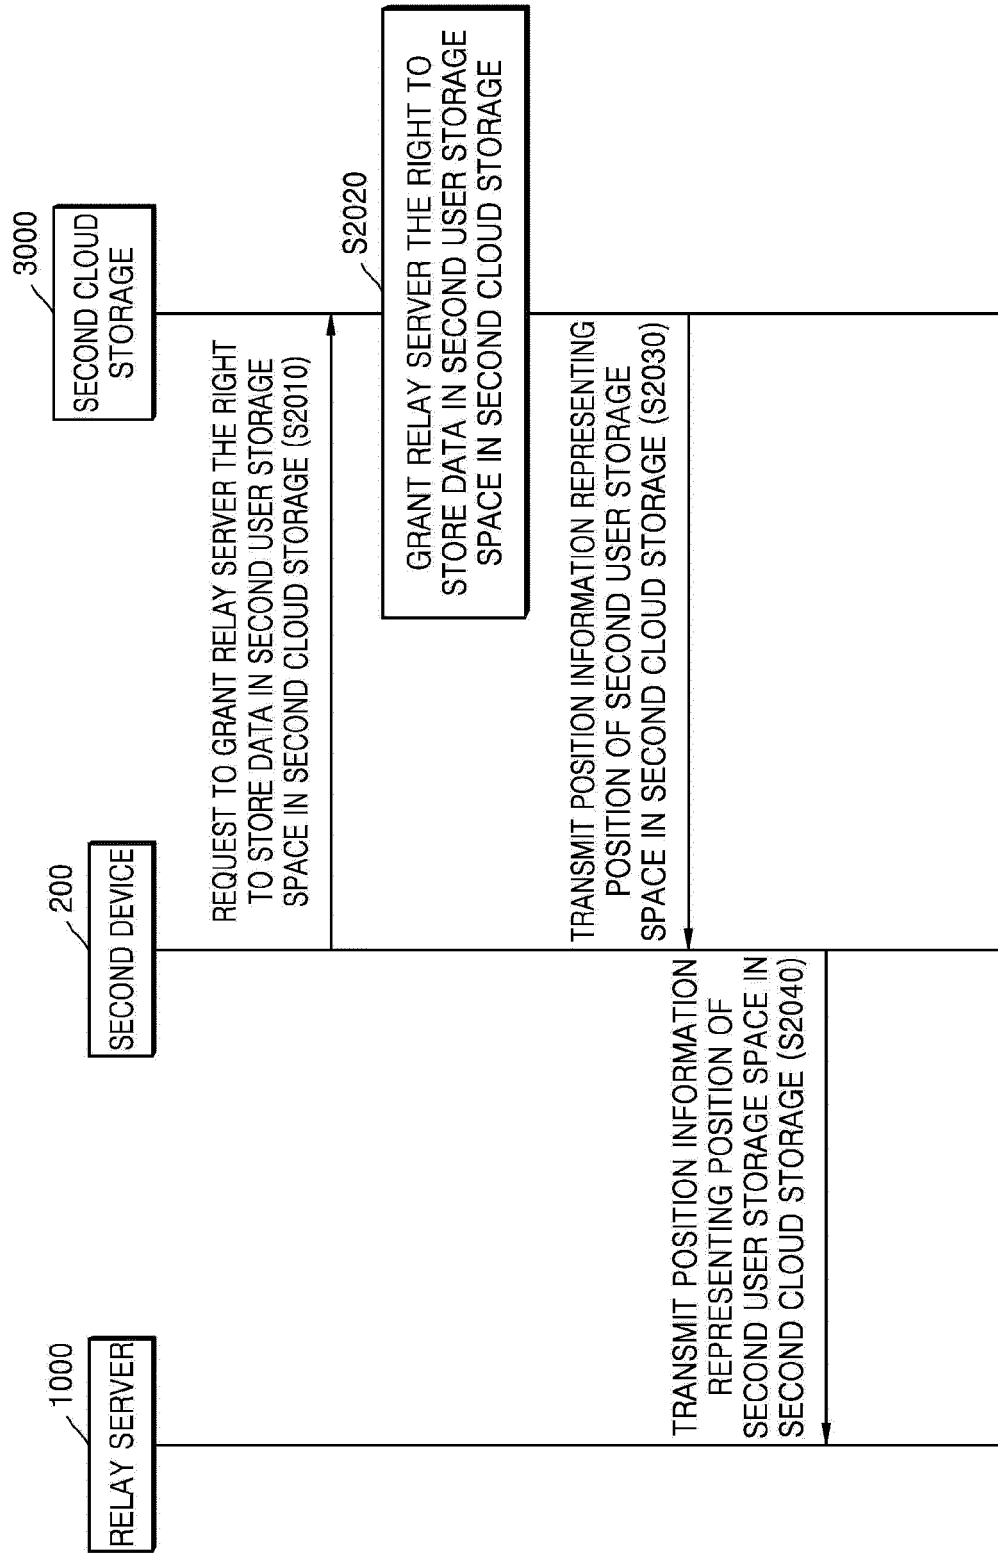 1000
RELAY SERVER
200
SECOND DEVICE
3000
SECOND CLOUD
STORAGE
REQUEST TO GRANT RELAY SERVER THE RIGHT
TO STORE DATA IN SECOND USER STORAGE
SPACE IN SECOND CLOUD STORAGE (S2010)
S2020
GRANT RELAY SERVER THE RIGHT TO
STORE DATA IN SECOND USER STORAGE
SPACE IN SECOND CLOUD STORAGE
TRANSMIT POSITION INFORMATION REPRESENTING
POSITION OF SECOND USER STORAGE
SPACE IN SECOND CLOUD STORAGE (S2030)
TRANSMIT POSITION INFORMATION
REPRESENTING POSITION OF
SECOND USER STORAGE SPACE IN
SECOND CLOUD STORAGE (S2040)